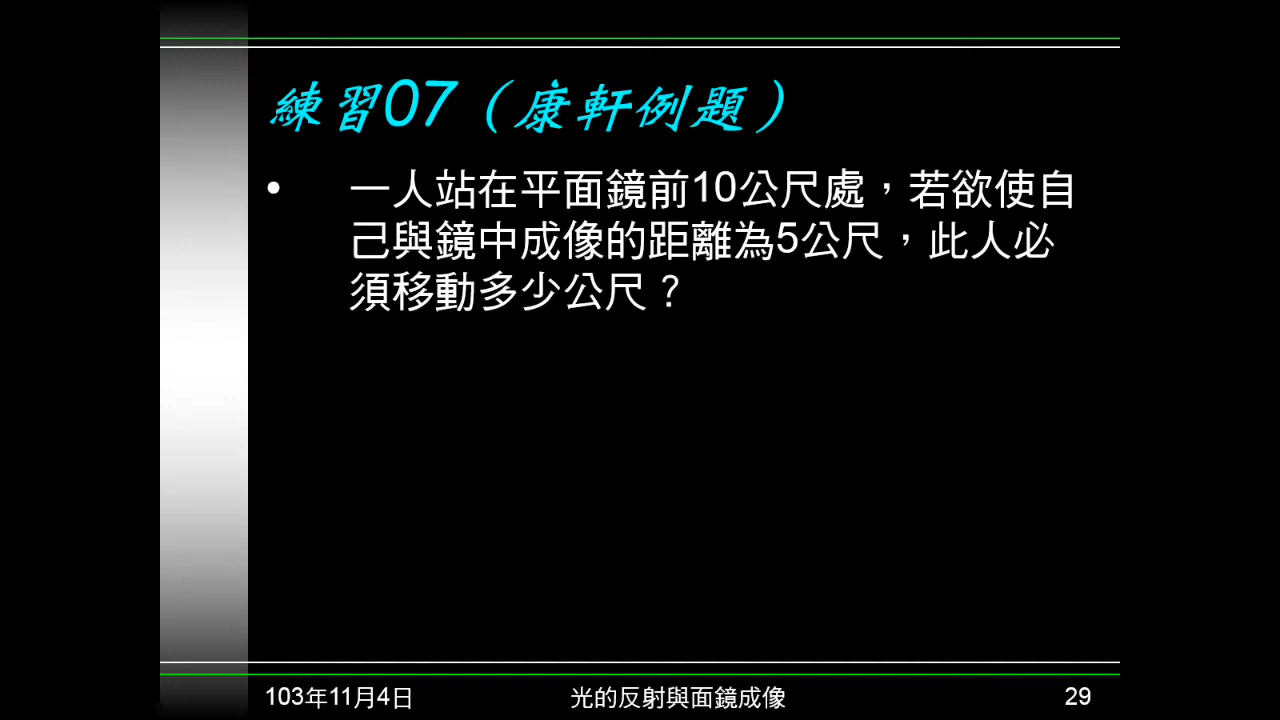 練習07（康軒例題）
• 一人站在平面鏡前10公尺處，若欲使自
己與鏡中成像的距離為5公尺，此人必
須移動多少公尺？
103年11月4日 光的反射與面鏡成像 29